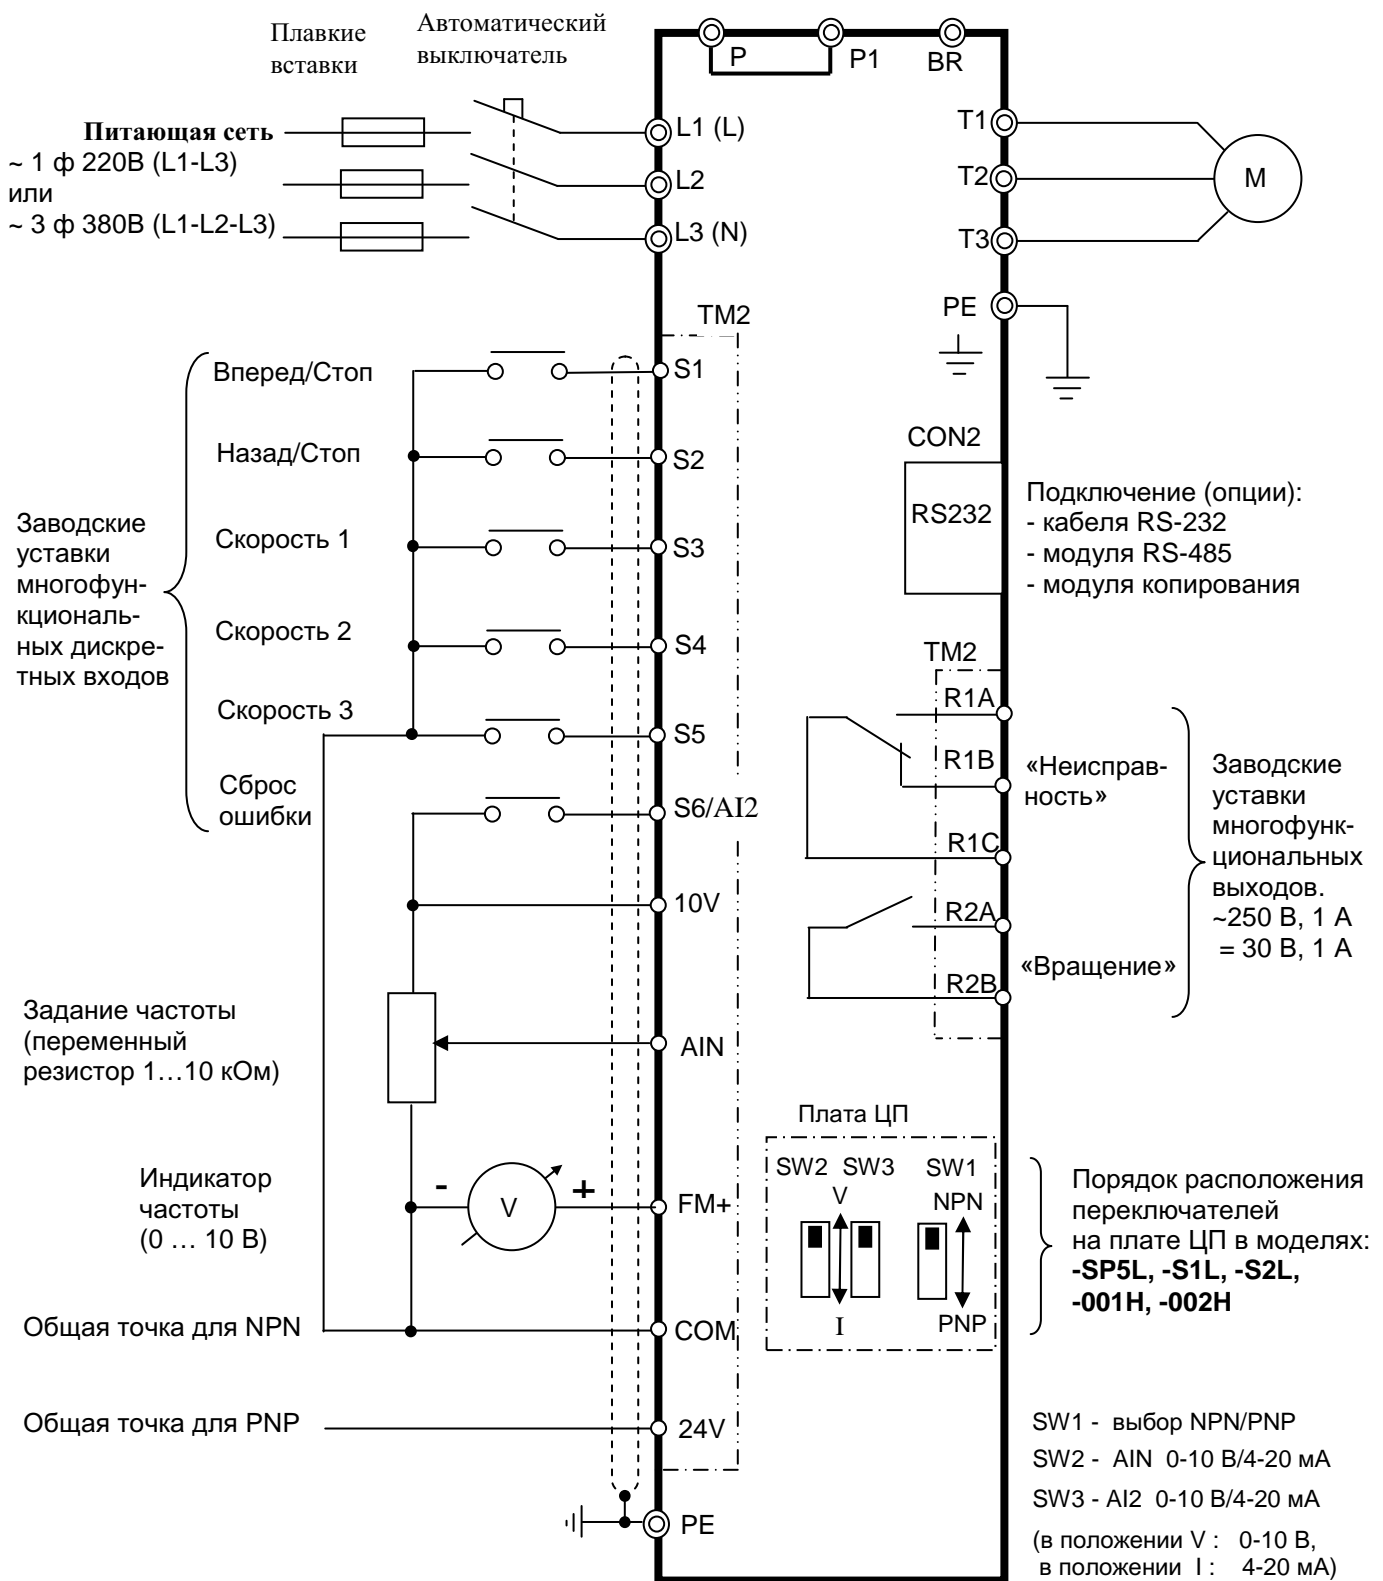 Плавкие
вставки
Автоматический
выключатель
P
P1
BR
Питающая сеть
~ 1 ф 220В (L1-L3)
или
~ 3 ф 380В (L1-L2-L3)
L1 (L)
L2
L3 (N)
T1
T2
T3
M
PE
TM2
Вперед/Стоп
S1
Назад/Стоп
S2
Скорость 1
S3
Скорость 2
S4
Скорость 3
S5
Сброс
ошибки
S6/AI2
Заводские
уставки
многофун-
кциональ-
ных дискре-
тных входов
CON2
RS232
Подключение (опции):
- кабеля RS-232
- модуля RS-485
- модуля копирования
TM2
R1A
R1B
R1C
R2A
R2B
«Неисправ-
ность»
«Вращение»
Заводские
уставки
многофунк-
циональных
выходов.
~250 В, 1 А
= 30 В, 1 А
10V
Задание частоты
(переменный
резистор 1…10 кОм)
AIN
Индикатор
частоты
(0 … 10 В)
-
V
+
FM+
Общая точка для NPN
COM
Общая точка для PNP
24V
PE
Плата ЦП
SW2 SW3 SW1
V
NPN
I
PNP
Порядок расположения
переключателей
на плате ЦП в моделях:
-SP5L, -S1L, -S2L,
-001H, -002H
SW1 - выбор NPN/PNP
SW2 - AIN 0-10 В/4-20 мА
SW3 - AI2 0-10 В/4-20 мА
(в положении V : 0-10 В,
в положении I : 4-20 мА)